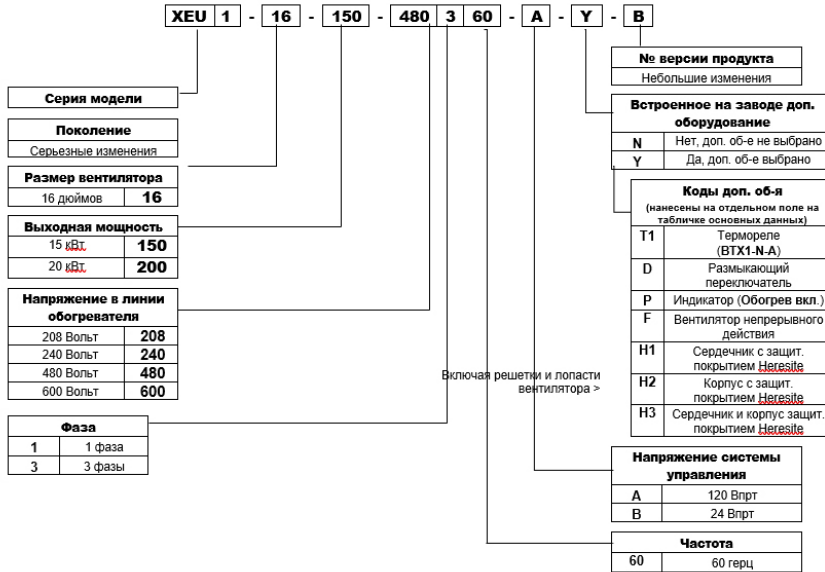 XEU 1 - 16 - 150 - 480 3 60 - A - Y - B
Серия модели
Поколение
Серьезные изменения
Размер вентилятора
16 дюймов 16
Выходная мощность
15 кВт. 150
20 кВт. 200
Напряжение в линии
обогревателя
208 Вольт 208
240 Вольт 240
480 Вольт 480
600 Вольт 600
Фаза
1 1 фаза
3 3 фазы
№ версии продукта
Небольшие изменения
Встроенное на заводе доп.
оборудование
N Нет, доп. об-е не выбрано
Y Да, доп. об-е выбрано
Коды доп. об-я
(нанесены на отдельном поле на
табличке основных данных)
T1 Термореле
(BTX1-N-A)
D Размыкающий
переключатель
P Индикатор (Обогрев вкл.)
F Вентилятор непрерывного
действия
H1 Сердечник с защит.
покрытием Heresite
H2 Корпус с защит.
покрытием Heresite
H3 Сердечник и корпус защит.
покрытием Heresite
Включая решетки и лопасти
вентилятора >
Напряжение системы
управления
A 120 Впрт
B 24 Впрт
Частота
60 60 герц